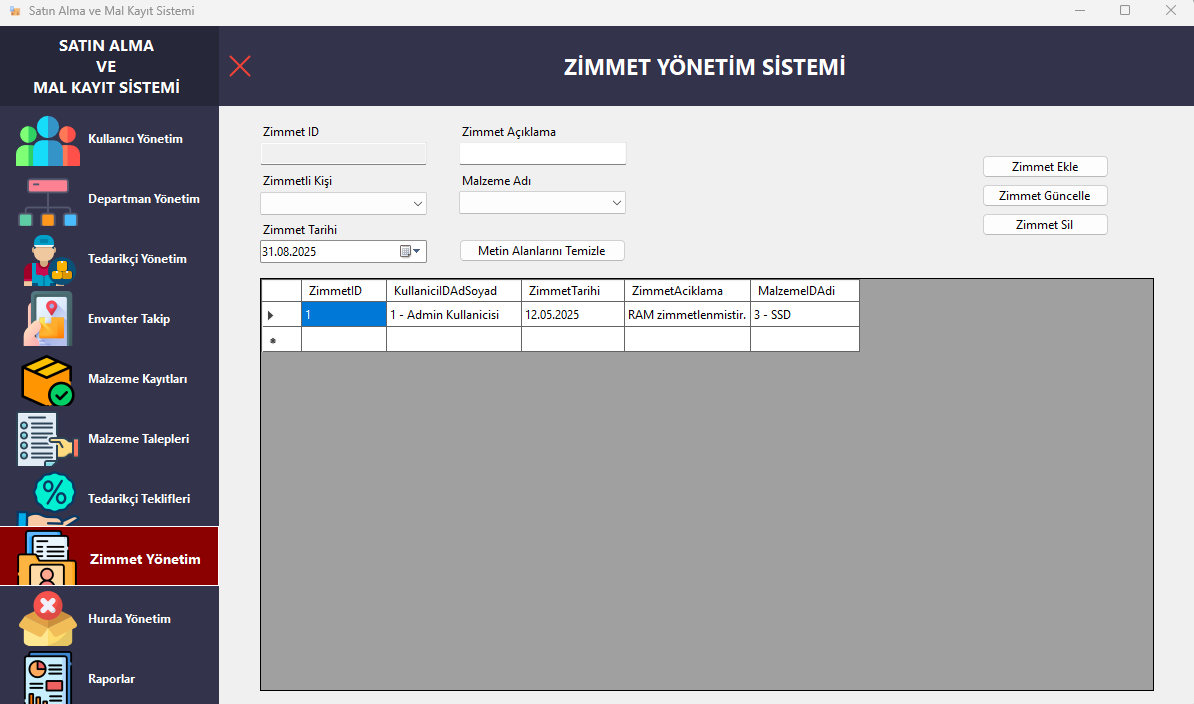 Satın Alma ve Mal Kayıt Sistemi
SATIN ALMA
VE
MAL KAYIT SİSTEMİ
Kullanıcı Yönetim
Departman Yönetim
Tedarikçi Yönetim
Envanter Takip
Malzeme Kayıtları
Malzeme Talepleri
Tedarikçi Teklifleri
Zimmet Yönetim
Hurda Yönetim
Raporlar
ZİMMET YÖNETİM SİSTEMİ
Zimmet ID
Zimmet Açıklama
Zimmetli Kişi
Malzeme Adı
Zimmet Tarihi
31.08.2025
Metin Alanlarını Temizle
Zimmet Ekle
Zimmet Güncelle
Zimmet Sil
ZimmetID KullaniciIDAdSoyad ZimmetTarihi ZimmetAciklama MalzemeIDAdi
1 1 - Admin Kullanicisi 12.05.2025 RAM zimmetlenmistir. 3 - SSD